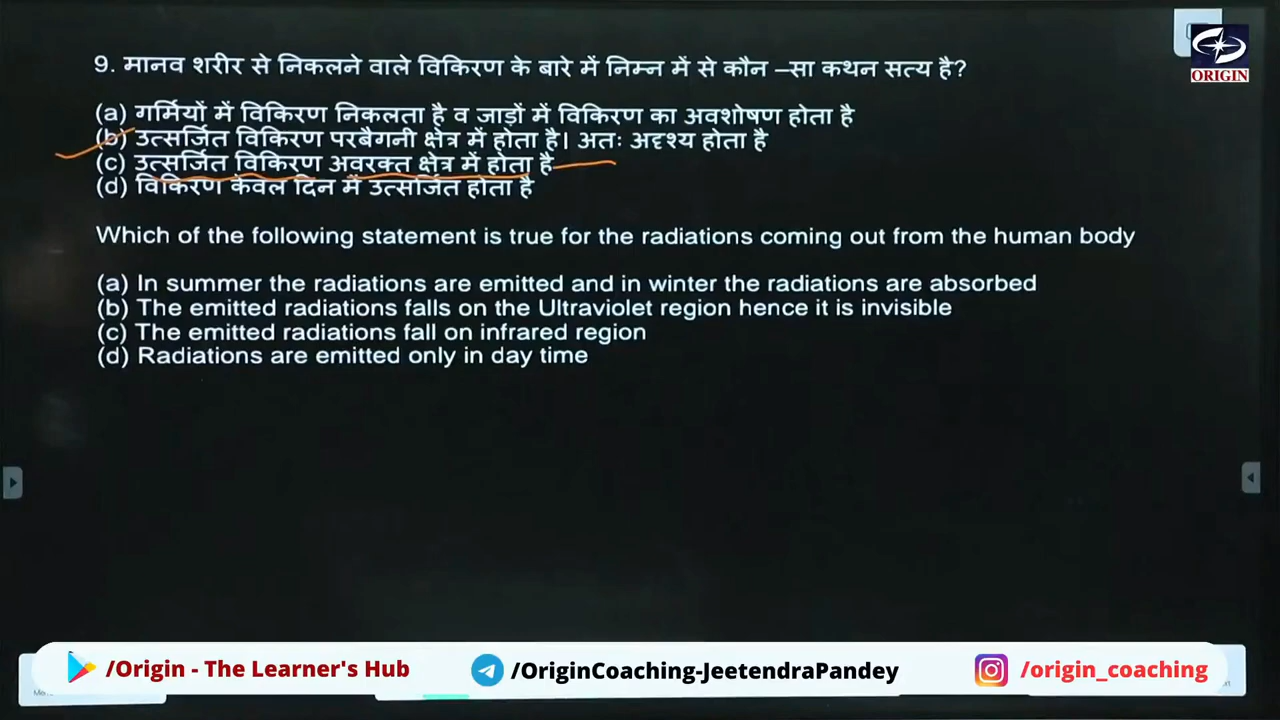 ORIGIN
9. मानव शरीर से निकलने वाले विकिरण के बारे में निम्न में से कौन –सा कथन सत्य है?
(a) गर्मियों में विकिरण निकलता है व जाड़ों में विकिरण का अवशोषण होता है
(b) उत्सर्जित विकिरण परबैगनी क्षेत्र में होता है। अतः अदृश्य होता है
(c) उत्सर्जित विकिरण अवरक्त क्षेत्र में होता है
(d) विकिरण केवल दिन में उत्सर्जित होता है
Which of the following statement is true for the radiations coming out from the human body
(a) In summer the radiations are emitted and in winter the radiations are absorbed
(b) The emitted radiations falls on the Ultraviolet region hence it is invisible
(c) The emitted radiations fall on infrared region
(d) Radiations are emitted only in day time
/Origin - The Learner's Hub
/OriginCoaching-JeetendraPandey
/origin_coaching